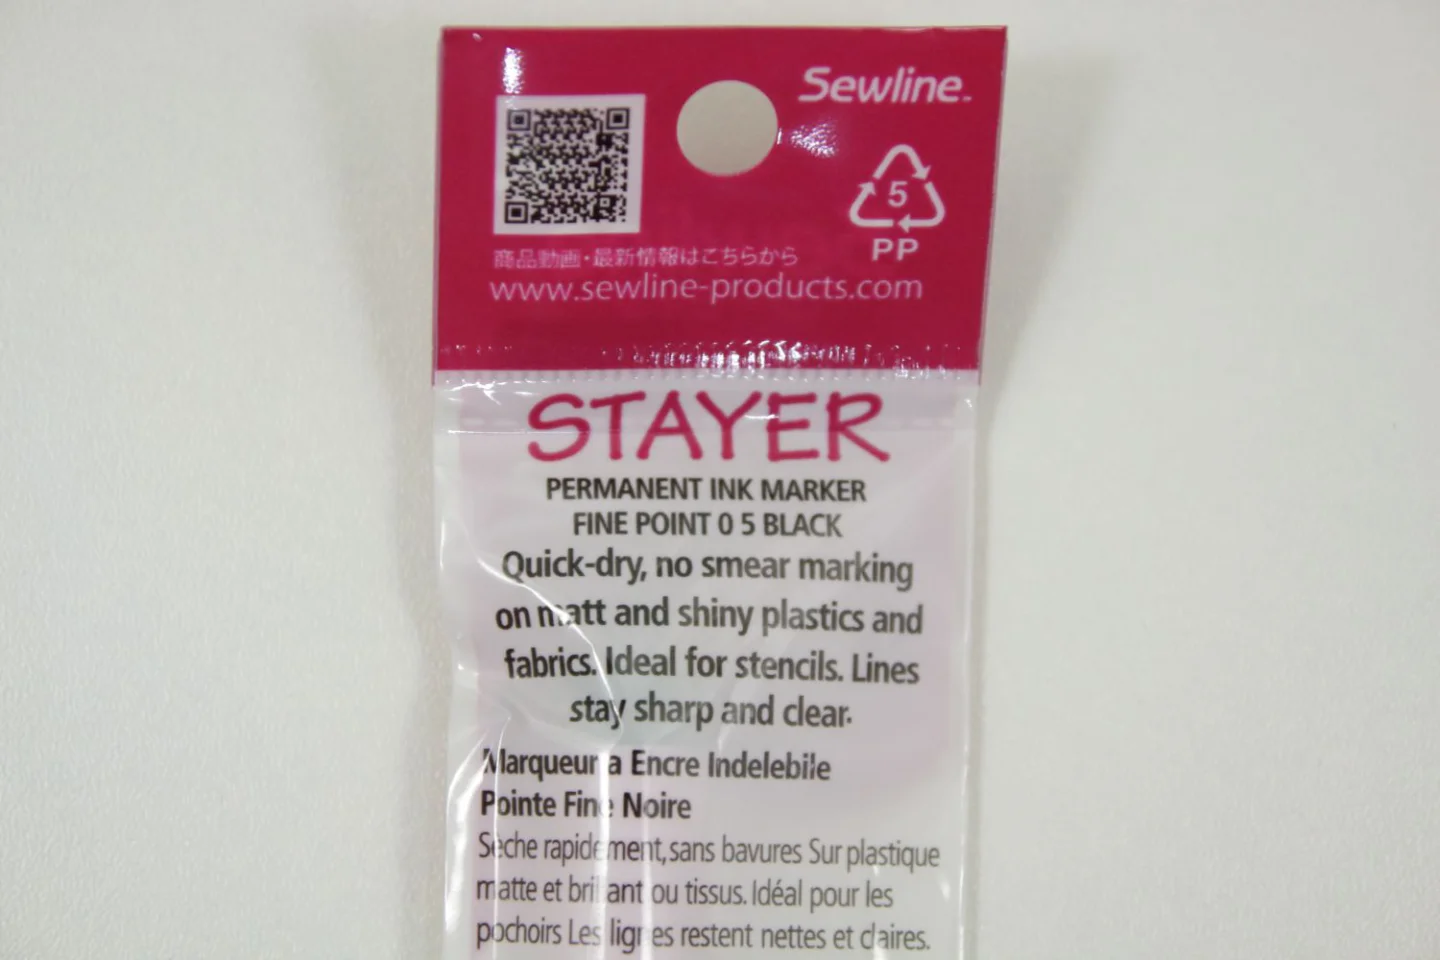 Sewline™
5
PP
商品動画・最新情報はこちらから
www.sewline-products.com
STAYER
PERMANENT INK MARKER
FINE POINT 0 5 BLACK
Quick-dry, no smear marking
on matt and shiny plastics and
fabrics. Ideal for stencils. Lines
stay sharp and clear.
Marqueur a Encre Indelebile
Pointe Fine Noire
Sèche rapidement, sans bavures Sur plastique
matte et brillant ou tissus. Idéal pour les
pochoirs Les lignes restent nettes et claires.